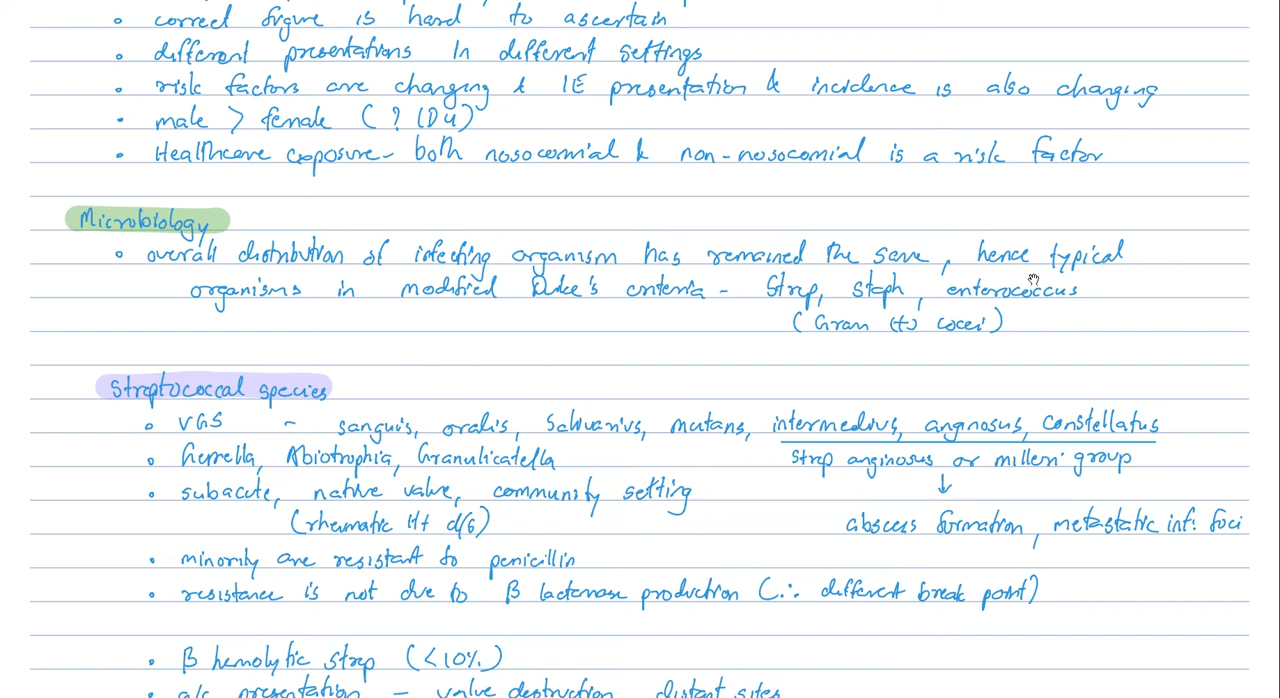 • correct figure is hard to ascertain
• different presentations in different settings
• risk factors are changing & IE presentation & incidence is also changing
• male > female ( ? IDU)
• Healthcare exposure - both nosocomial & non-nosocomial is a risk factor
Microbiology
• overall distribution of infecting organism has remained the same, hence typical
organisms in modified Duke's criteria - Strep, Staph, enterococcus
(Gram (+) cocci)
Streptococcal species
• VGS - sanguis, oralis, Salivarius, mutans, intermedius, anginosus, constellatus
• Gemella, Abiotrophia, Granulicatella
strep anginosus or milleri group
• subacute, native valve, community setting
↓
(rheumatic Ht d/s)
abscess formation, metastatic inf. foci
• minority are resistant to penicillin
• resistance is not due to β lactamase production (∴ different break point)
• β hemolytic strep (<10%)
• a/c presentation - valve destruction, distant sites